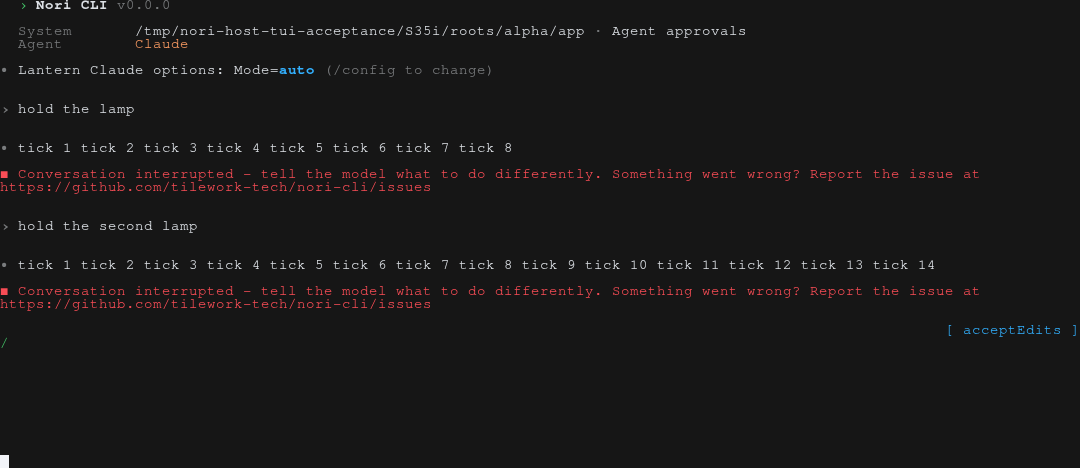 › Nori CLI v0.0.0
System /tmp/nori-host-tui-acceptance/S35i/roots/alpha/app · Agent approvals
Agent Claude
• Lantern Claude options: Mode=auto (/config to change)
› hold the lamp
• tick 1 tick 2 tick 3 tick 4 tick 5 tick 6 tick 7 tick 8
■ Conversation interrupted - tell the model what to do differently. Something went wrong? Report the issue at
https://github.com/tilework-tech/nori-cli/issues
› hold the second lamp
• tick 1 tick 2 tick 3 tick 4 tick 5 tick 6 tick 7 tick 8 tick 9 tick 10 tick 11 tick 12 tick 13 tick 14
■ Conversation interrupted - tell the model what to do differently. Something went wrong? Report the issue at
https://github.com/tilework-tech/nori-cli/issues
[ acceptEdits ]
/